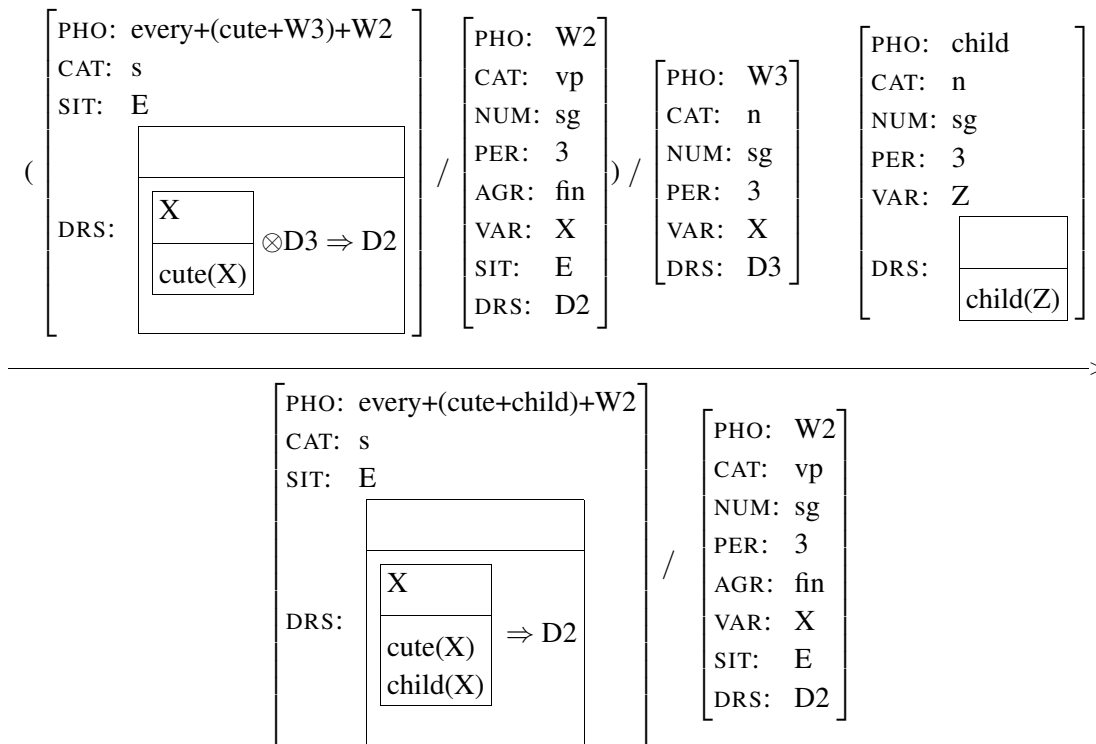 ( [PHO: every+(cute+W3)+W2
CAT: s
SIT: E
DRS: X
cute(X) ⊗D3 ⇒ D2]
/
[PHO: W2
CAT: vp
NUM: sg
PER: 3
AGR: fin
VAR: X
SIT: E
DRS: D2]
) /
[PHO: W3
CAT: n
NUM: sg
PER: 3
VAR: X
DRS: D3]
[PHO: child
CAT: n
NUM: sg
PER: 3
VAR: Z
DRS: child(Z)]
>
[PHO: every+(cute+child)+W2
CAT: s
SIT: E
DRS: X
cute(X)
child(X) ⇒ D2]
/
[PHO: W2
CAT: vp
NUM: sg
PER: 3
AGR: fin
VAR: X
SIT: E
DRS: D2]